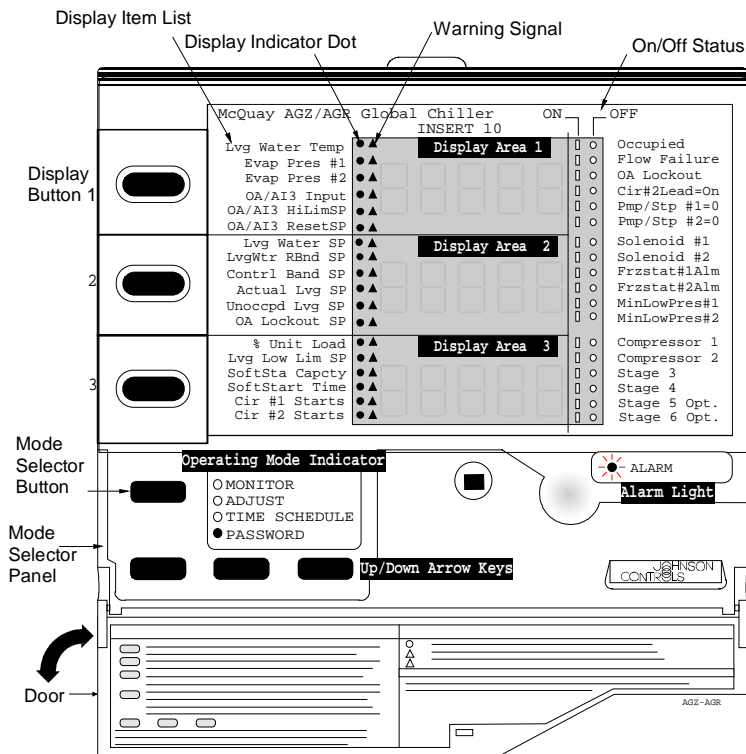 Display Item List
Display Indicator Dot
Warning Signal
On/Off Status
McQuay AGZ/AGR Global Chiller
INSERT 10
ON
OFF
Display
Button 1
Lvg Water Temp
Evap Pres #1
Evap Pres #2
OA/AI3 Input
OA/AI3 HiLimSP
OA/AI3 ResetSP
Display Area 1
Occupied
Flow Failure
OA Lockout
Cir#2Lead=On
Pmp/Stp #1=0
Pmp/Stp #2=0
2
Lvg Water SP
LvgWtr RBnd SP
Contrl Band SP
Actual Lvg SP
Unoccpd Lvg SP
OA Lockout SP
Display Area 2
Solenoid #1
Solenoid #2
Frzstat#1Alm
Frzstat#2Alm
MinLowPres#1
MinLowPres#2
3
% Unit Load
Lvg Low Lim SP
SoftSta Capcty
SoftStart Time
Cir #1 Starts
Cir #2 Starts
Display Area 3
Compressor 1
Compressor 2
Stage 3
Stage 4
Stage 5 Opt.
Stage 6 Opt.
Mode
Selector
Button
Operating Mode Indicator
MONITOR
ADJUST
TIME SCHEDULE
PASSWORD
ALARM
Alarm Light
Mode
Selector
Panel
Up/Down Arrow Keys
JOHNSON
CONTROLS
Door
AGZ-AGR